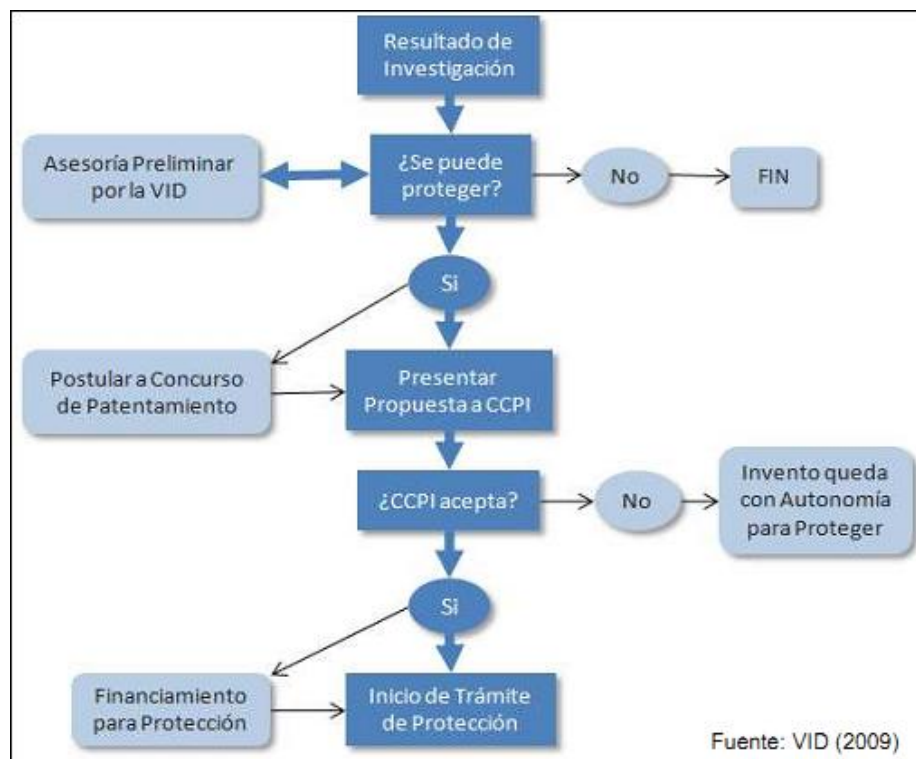 Resultado de
Investigación
Asesoría Preliminar
por la VID
¿Se puede
proteger?
No
FIN
Si
Postular a Concurso
de Patentamiento
Presentar
Propuesta a CCPI
¿CCPI acepta?
No
Invento queda
con Autonomía
para Proteger
Si
Financiamiento
para Protección
Inicio de Trámite
de Protección
Fuente: VID (2009)